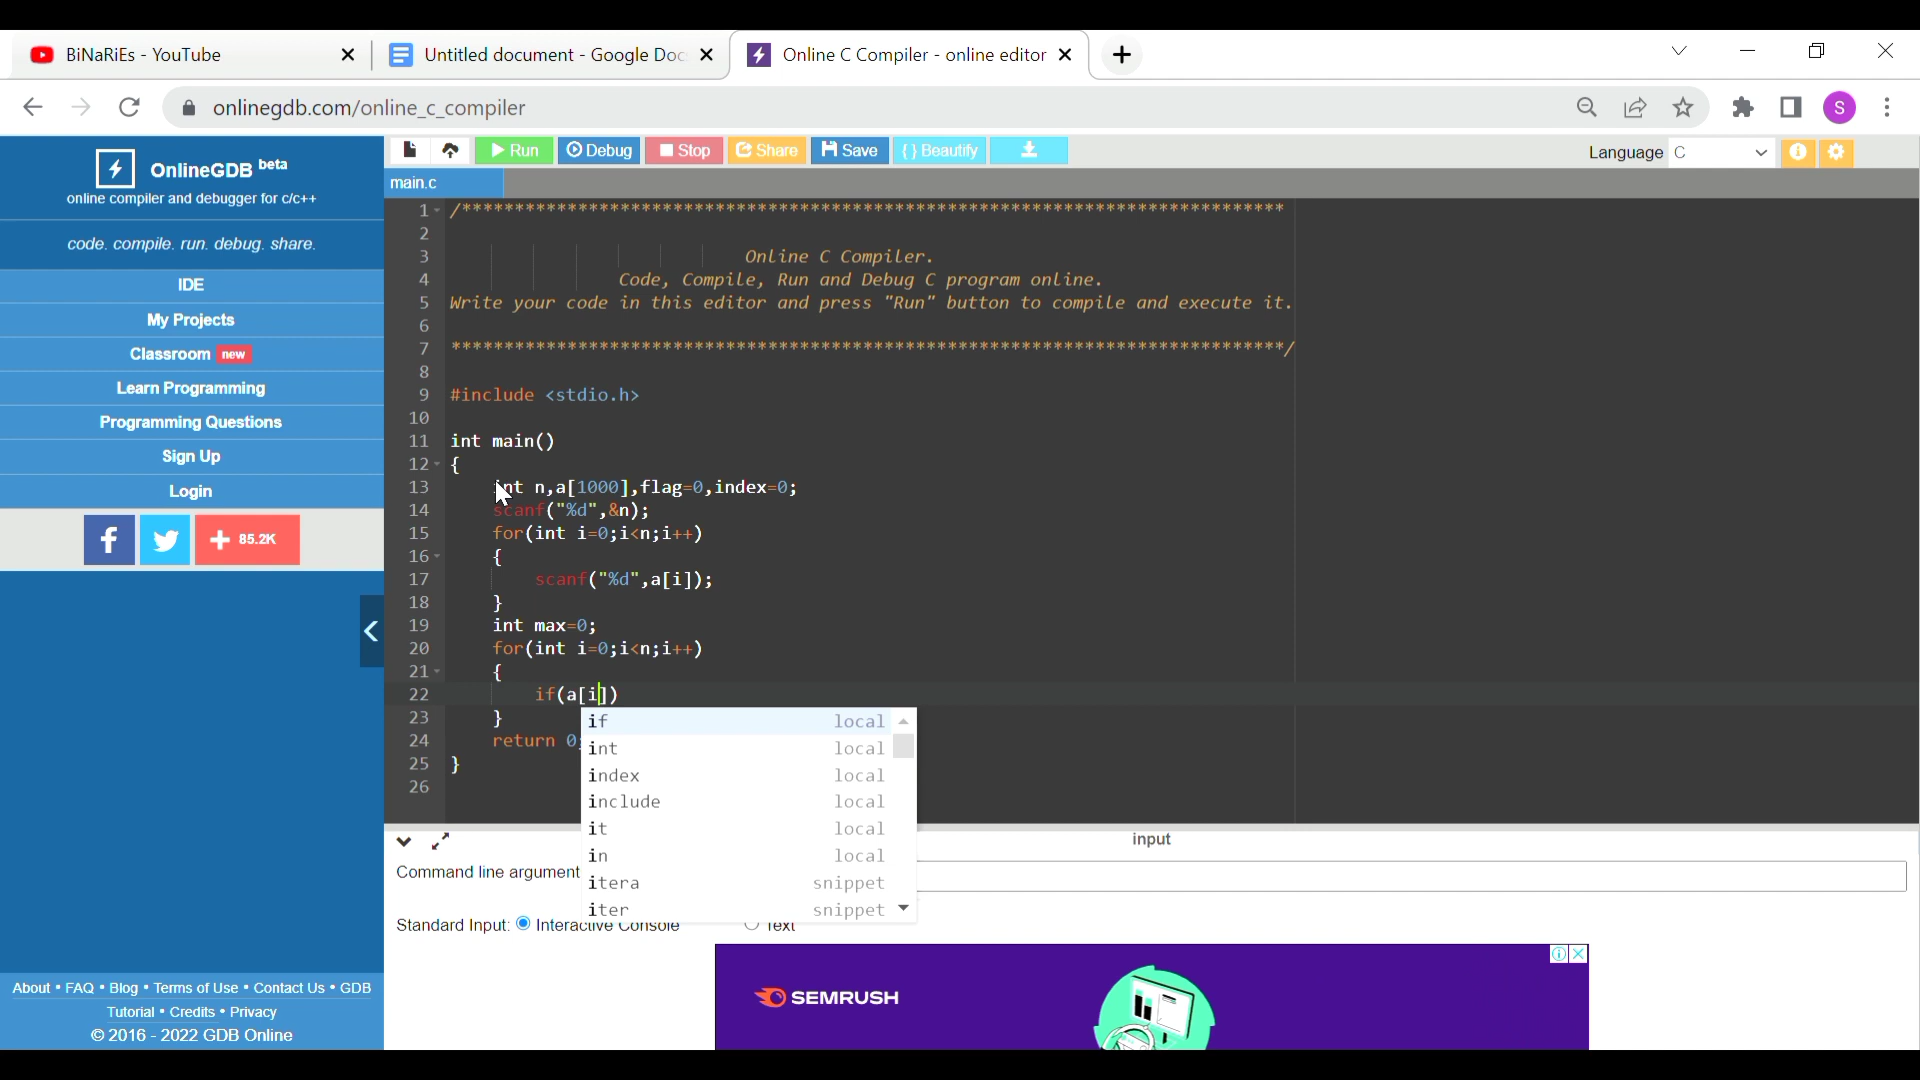 BiNaRiEs - YouTube
Untitled document - Google Doc
Online C Compiler - online editor
onlinegdb.com/online_c_compiler
S
OnlineGDB beta
online compiler and debugger for c/c++
code. compile. run. debug. share.
IDE
My Projects
Classroom new
Learn Programming
Programming Questions
Sign Up
Login
f
+ 85.2K
About • FAQ • Blog • Terms of Use • Contact Us • GDB
Tutorial • Credits • Privacy
© 2016 - 2022 GDB Online
Run Debug Stop Share Save { } Beautify
Language C
main.c
1 /******************************************************************************
2
3 Online C Compiler.
4 Code, Compile, Run and Debug C program online.
5 Write your code in this editor and press "Run" button to compile and execute it.
6
7 *******************************************************************************/
8
9 #include <stdio.h>
10
11 int main()
12 {
13 int n,a[1000],flag=0,index=0;
14 scanf("%d",&n);
15 for(int i=0;i<n;i++)
16 {
17 scanf("%d",a[i]);
18 }
19 int max=0;
20 for(int i=0;i<n;i++)
21 {
22 if(a[i])
23 }
24 return 0;
25 }
26
if local
int local
index local
include local
it local
in local
itera snippet
iter snippet
input
Command line argument
Standard Input: Interactive Console Text
SEMRUSH